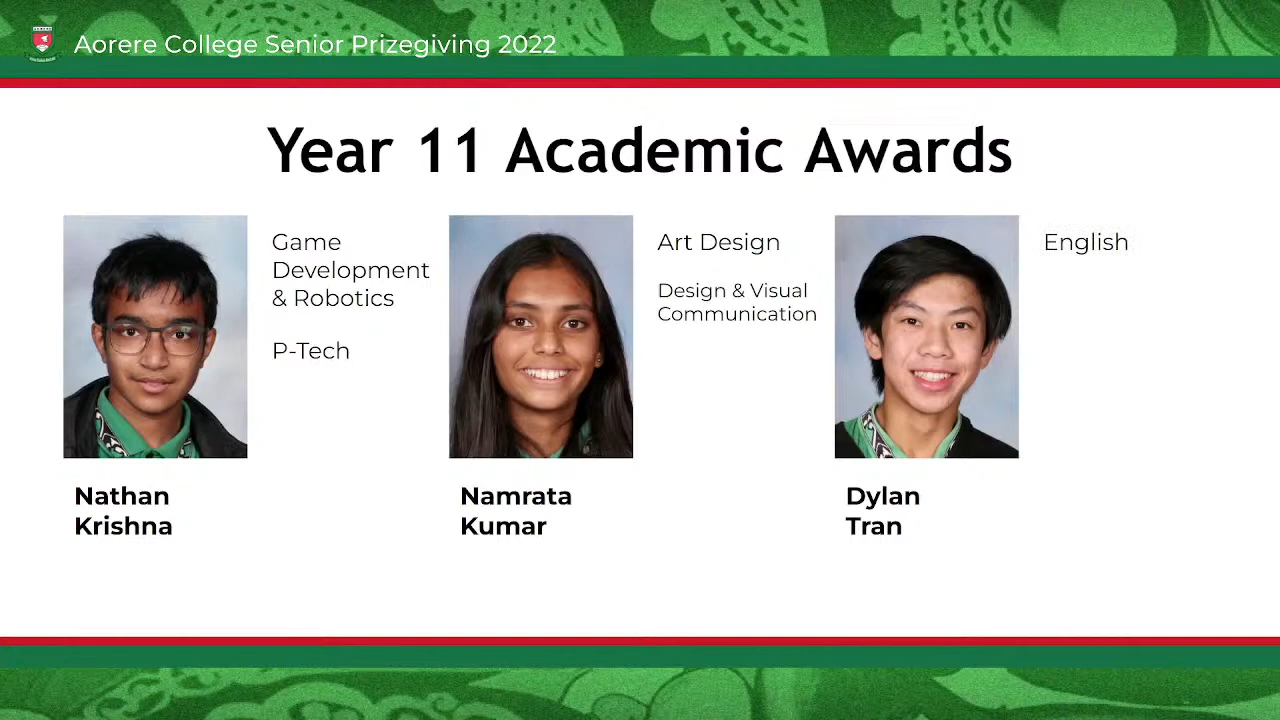 Aorere College Senior Prizegiving 2022
Year 11 Academic Awards
Game
Development
& Robotics
P-Tech
Nathan
Krishna
Art Design
Design & Visual
Communication
Namrata
Kumar
English
Dylan
Tran